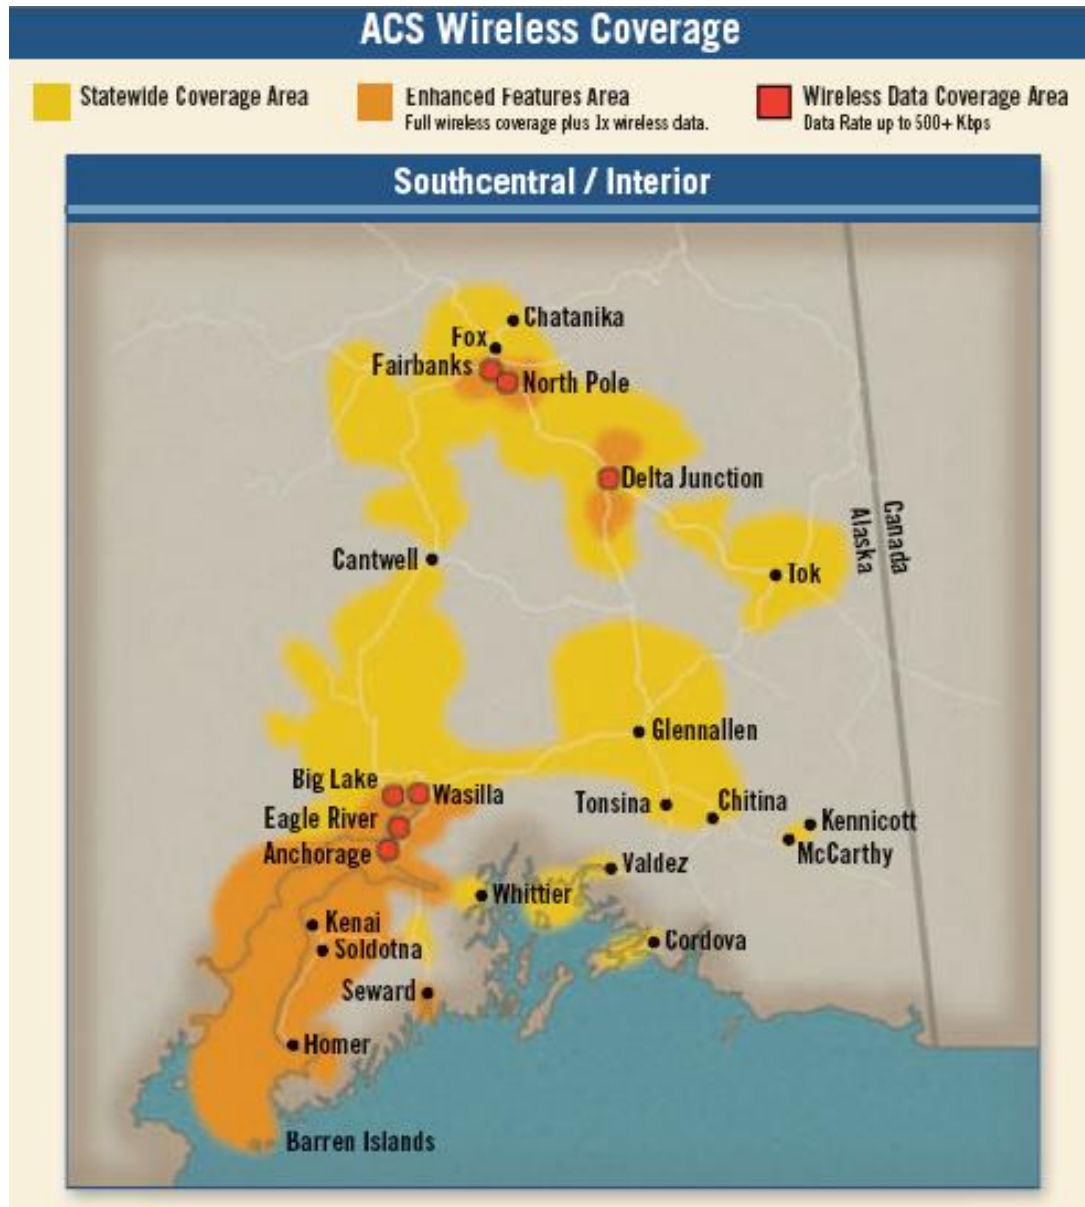 ACS Wireless Coverage
Statewide Coverage Area
Enhanced Features Area
Full wireless coverage plus 1x wireless data.
Wireless Data Coverage Area
Data Rate up to 500+ Kbps
Southcentral / Interior
Chatanika
Fox
Fairbanks
North Pole
Delta Junction
Canada
Alaska
Cantwell
Tok
Glennallen
Big Lake
Wasilla
Tonsina
Chitina
Eagle River
Kennicott
Anchorage
McCarthy
Valdez
Whittier
Kenai
Cordova
Soldotna
Seward
Homer
Barren Islands